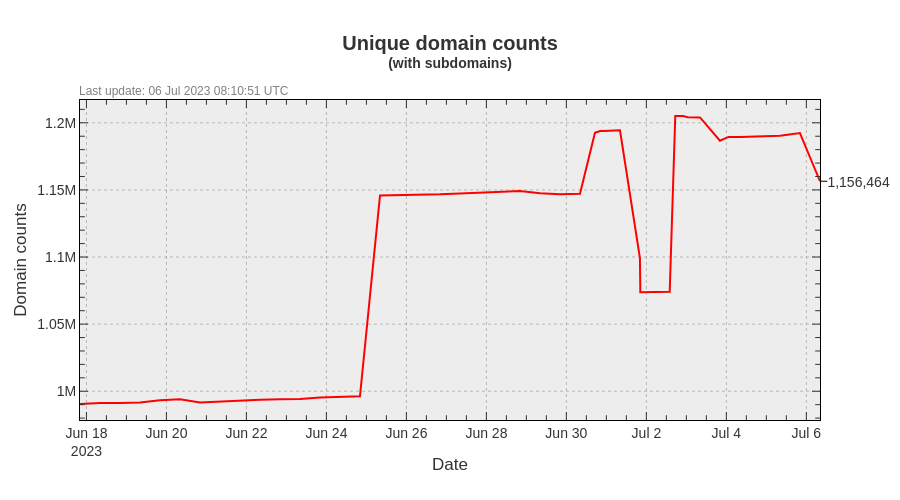 Unique domain counts
(with subdomains)
Last update: 06 Jul 2023 08:10:51 UTC
1.2M
1.15M
1.1M
1.05M
1M
Domain counts
1,156,464
Jun 18 Jun 20 Jun 22 Jun 24 Jun 26 Jun 28 Jun 30 Jul 2 Jul 4 Jul 6
2023
Date